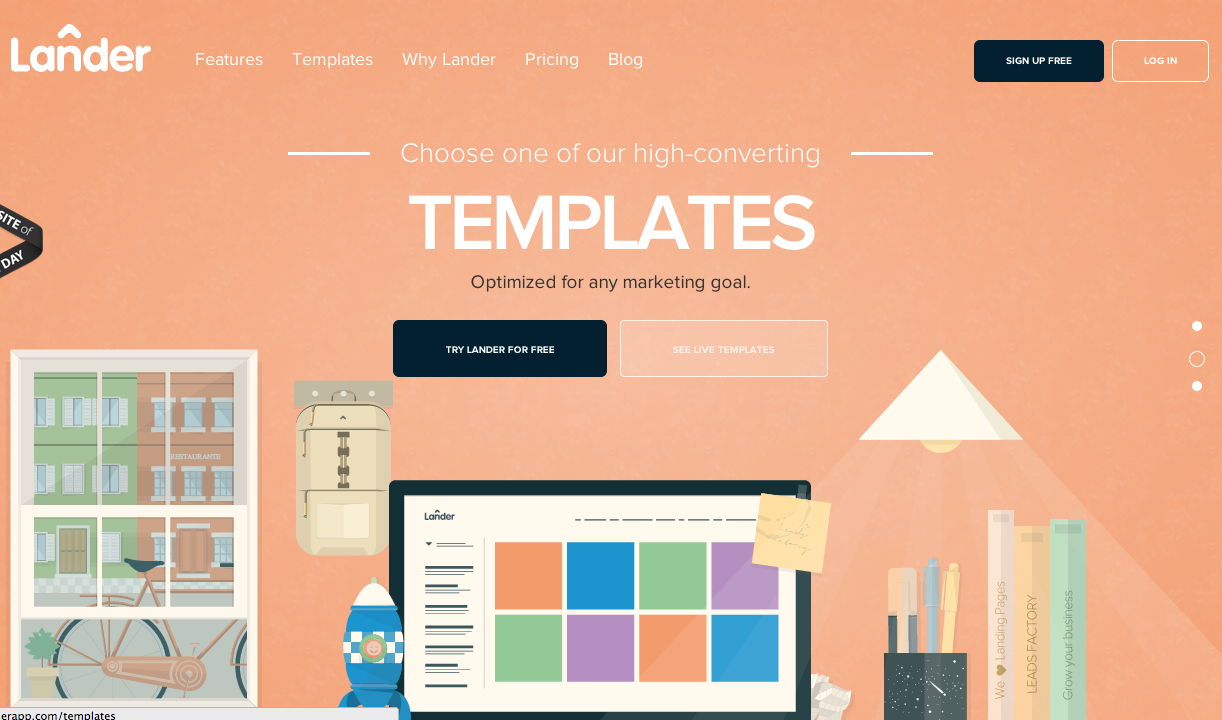 Lander
Features Templates Why Lander Pricing Blog
SIGN UP FREE
LOG IN
Choose one of our high-converting
TEMPLATES
SITE of
DAY
Optimized for any marketing goal.
TRY LANDER FOR FREE
SEE LIVE TEMPLATES
RESTAURANTE
Lander
We ❤ Landing Pages
LEADS FACTORY
Grow your business
erapp.com/templates